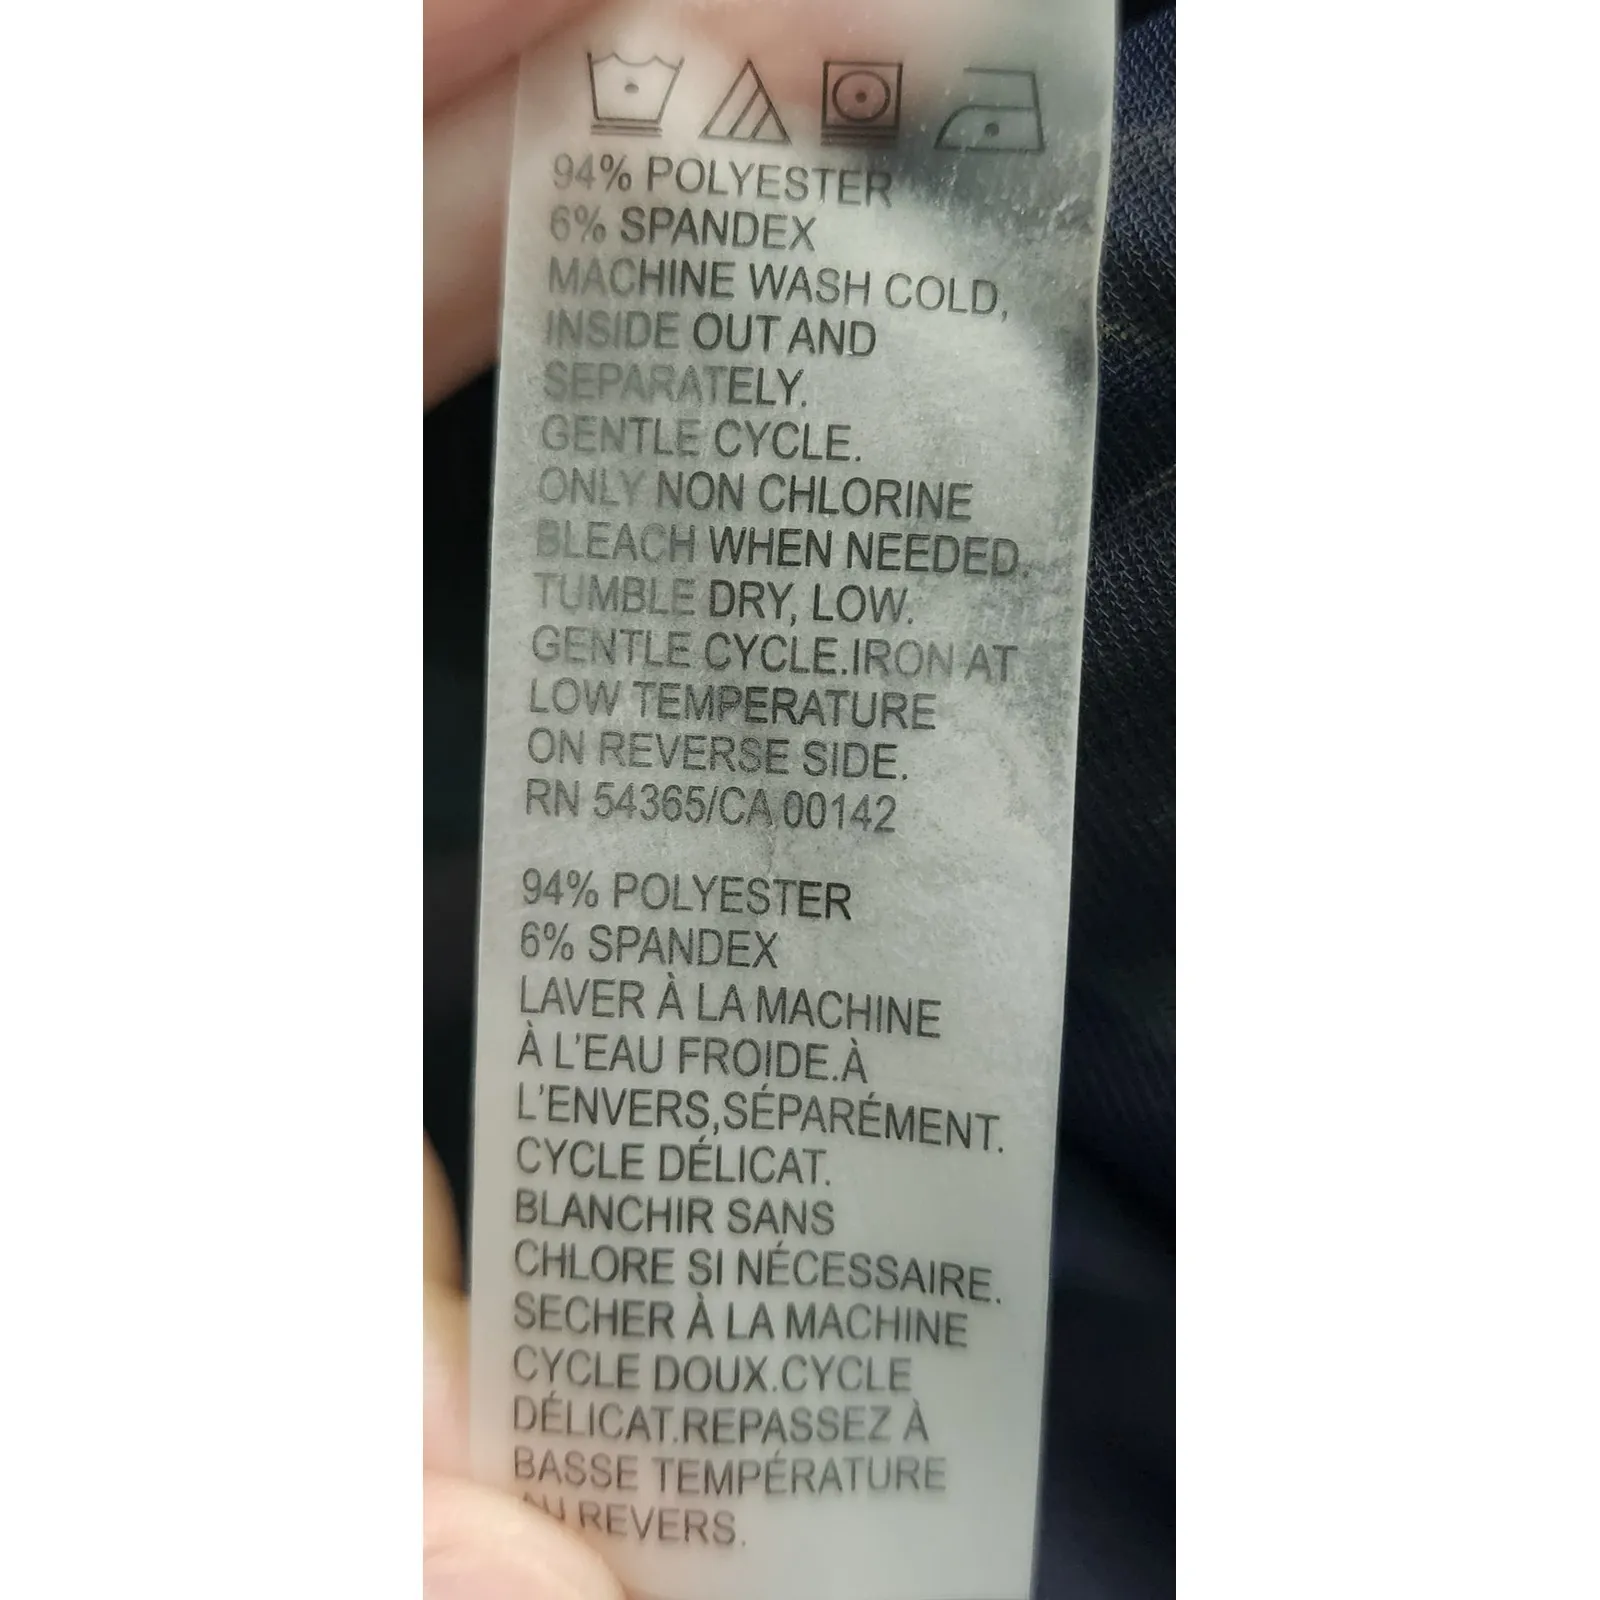 94% POLYESTER
6% SPANDEX
MACHINE WASH COLD,
INSIDE OUT AND
SEPARATELY.
GENTLE CYCLE.
ONLY NON CHLORINE
BLEACH WHEN NEEDED.
TUMBLE DRY, LOW.
GENTLE CYCLE.IRON AT
LOW TEMPERATURE
ON REVERSE SIDE.
RN 54365/CA 00142
94% POLYESTER
6% SPANDEX
LAVER À LA MACHINE
À L'EAU FROIDE.À
L'ENVERS,SÉPARÉMENT.
CYCLE DÉLICAT.
BLANCHIR SANS
CHLORE SI NÉCESSAIRE.
SECHER À LA MACHINE
CYCLE DOUX.CYCLE
DÉLICAT.REPASSEZ À
BASSE TEMPÉRATURE
REVERS.